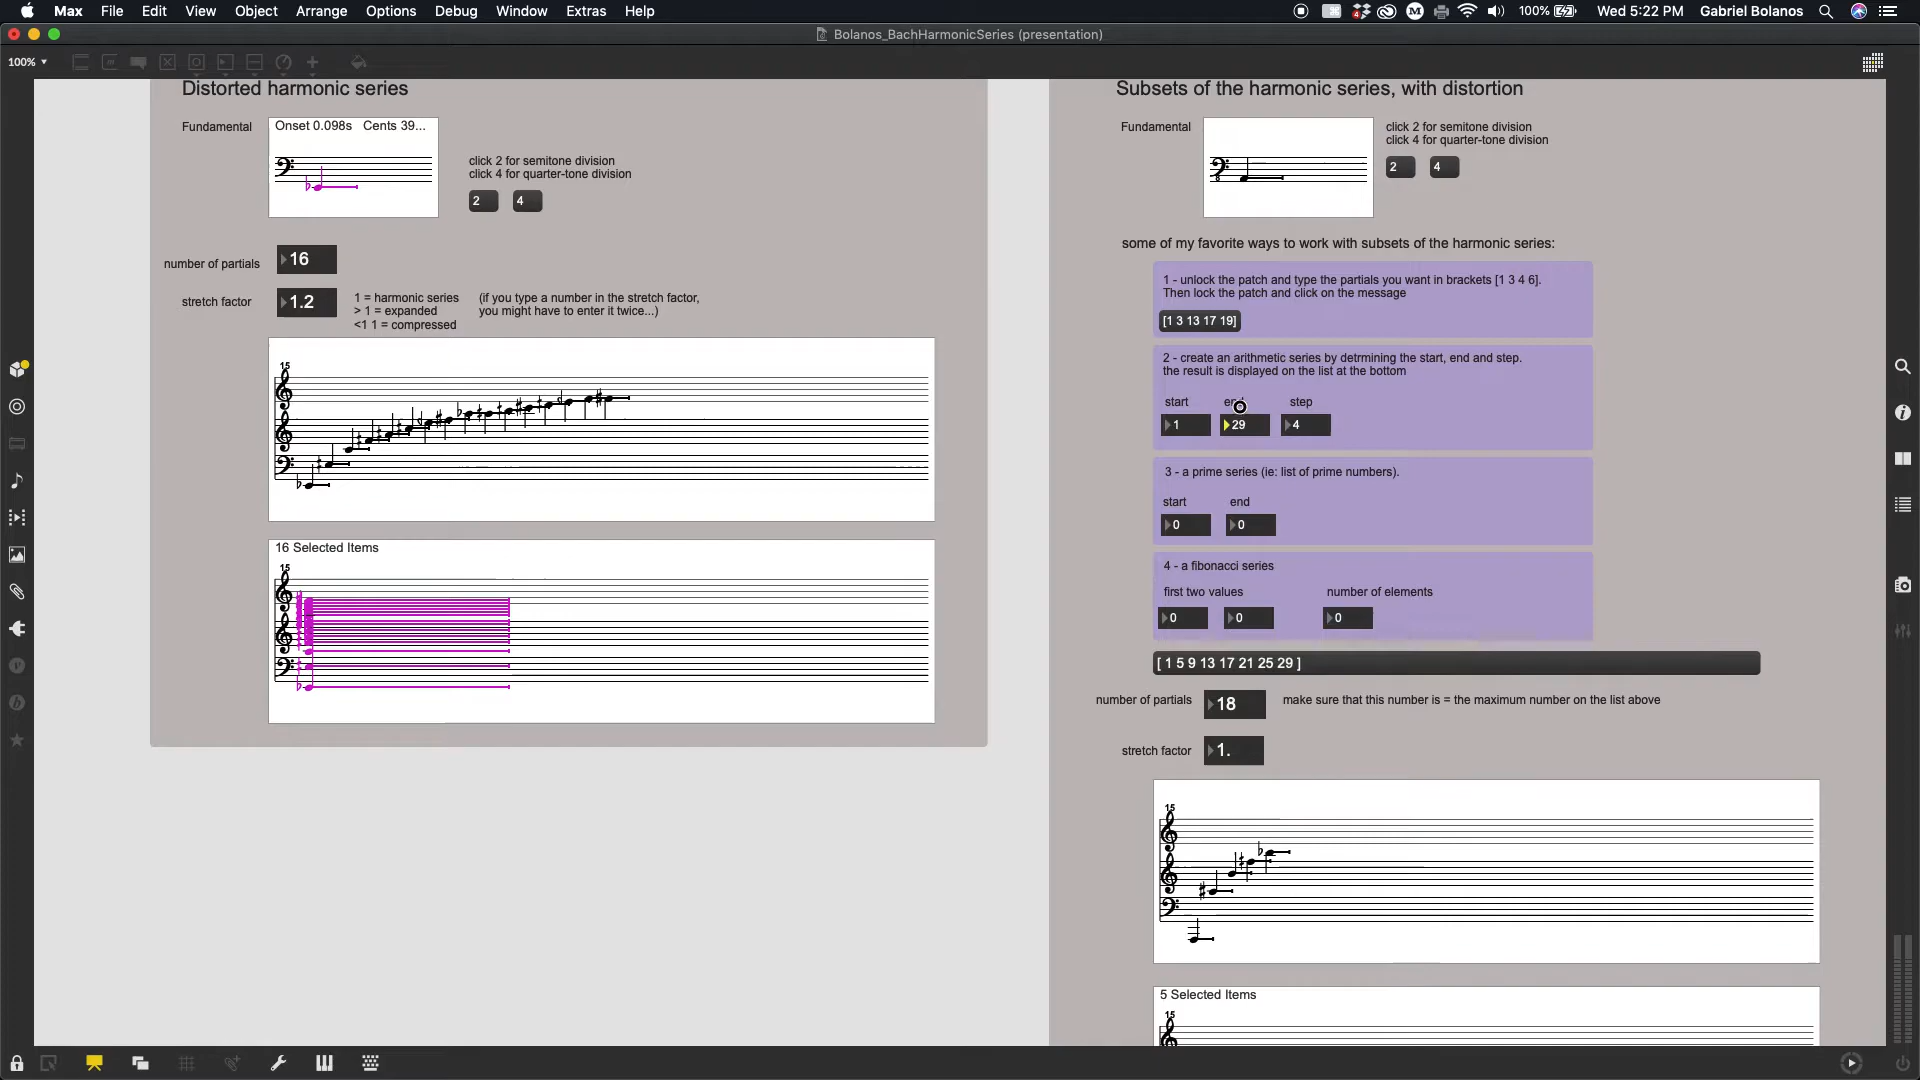 Max File Edit View Object Arrange Options Debug Window Extras Help
100% Wed 5:22 PM Gabriel Bolanos
Bolanos_BachHarmonicSeries (presentation)
100%
Distorted harmonic series
Fundamental
Onset 0.098s Cents 39...
click 2 for semitone division
click 4 for quarter-tone division
2 4
number of partials
16
stretch factor
1.2
1 = harmonic series
> 1 = expanded
<1 1 = compressed
(if you type a number in the stretch factor,
you might have to enter it twice...)
15
16 Selected Items
15
Subsets of the harmonic series, with distortion
Fundamental
8
click 2 for semitone division
click 4 for quarter-tone division
2 4
some of my favorite ways to work with subsets of the harmonic series:
1 - unlock the patch and type the partials you want in brackets [1 3 4 6].
Then lock the patch and click on the message
[1 3 13 17 19]
2 - create an arithmetic series by detrmining the start, end and step.
the result is displayed on the list at the bottom
start end step
1 29 4
3 - a prime series (ie: list of prime numbers).
start end
0 0
4 - a fibonacci series
first two values number of elements
0 0 0
[ 1 5 9 13 17 21 25 29 ]
number of partials
18
make sure that this number is = the maximum number on the list above
stretch factor
1.
15
5 Selected Items
15